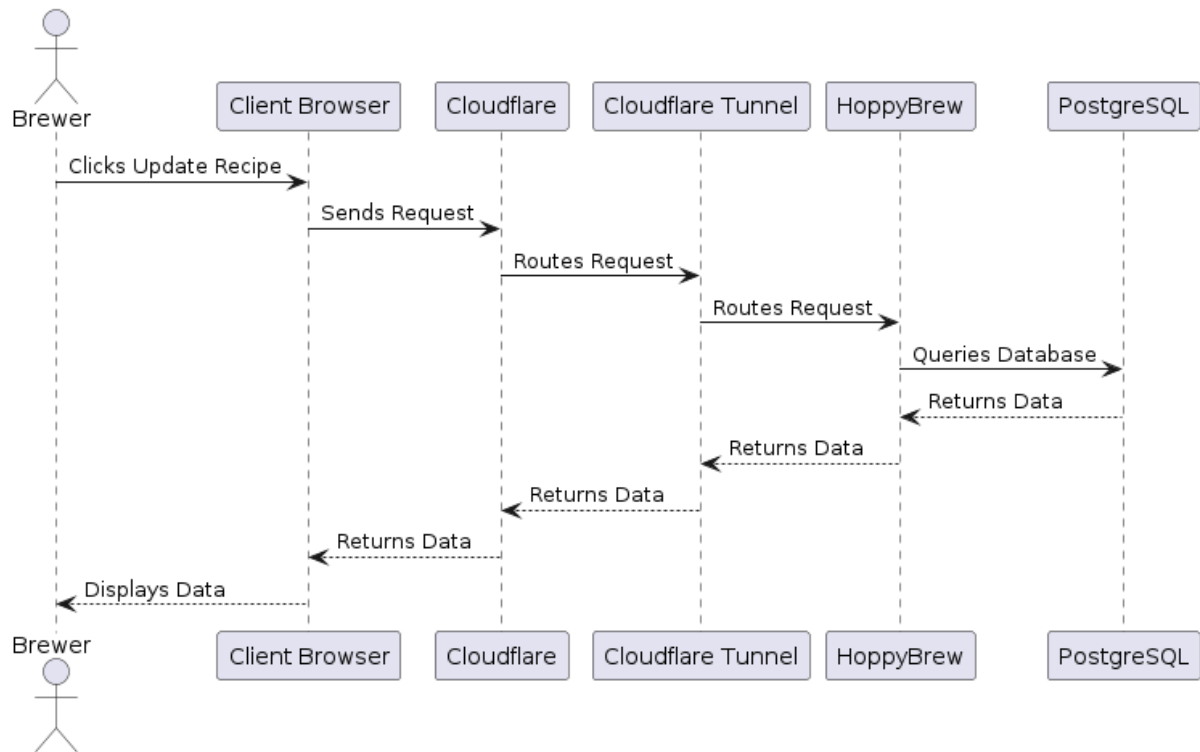 Brewer
Client Browser
Cloudflare
Cloudflare Tunnel
HoppyBrew
PostgreSQL
Clicks Update Recipe
Sends Request
Routes Request
Routes Request
Queries Database
Returns Data
Returns Data
Returns Data
Returns Data
Displays Data
Brewer
Client Browser
Cloudflare
Cloudflare Tunnel
HoppyBrew
PostgreSQL